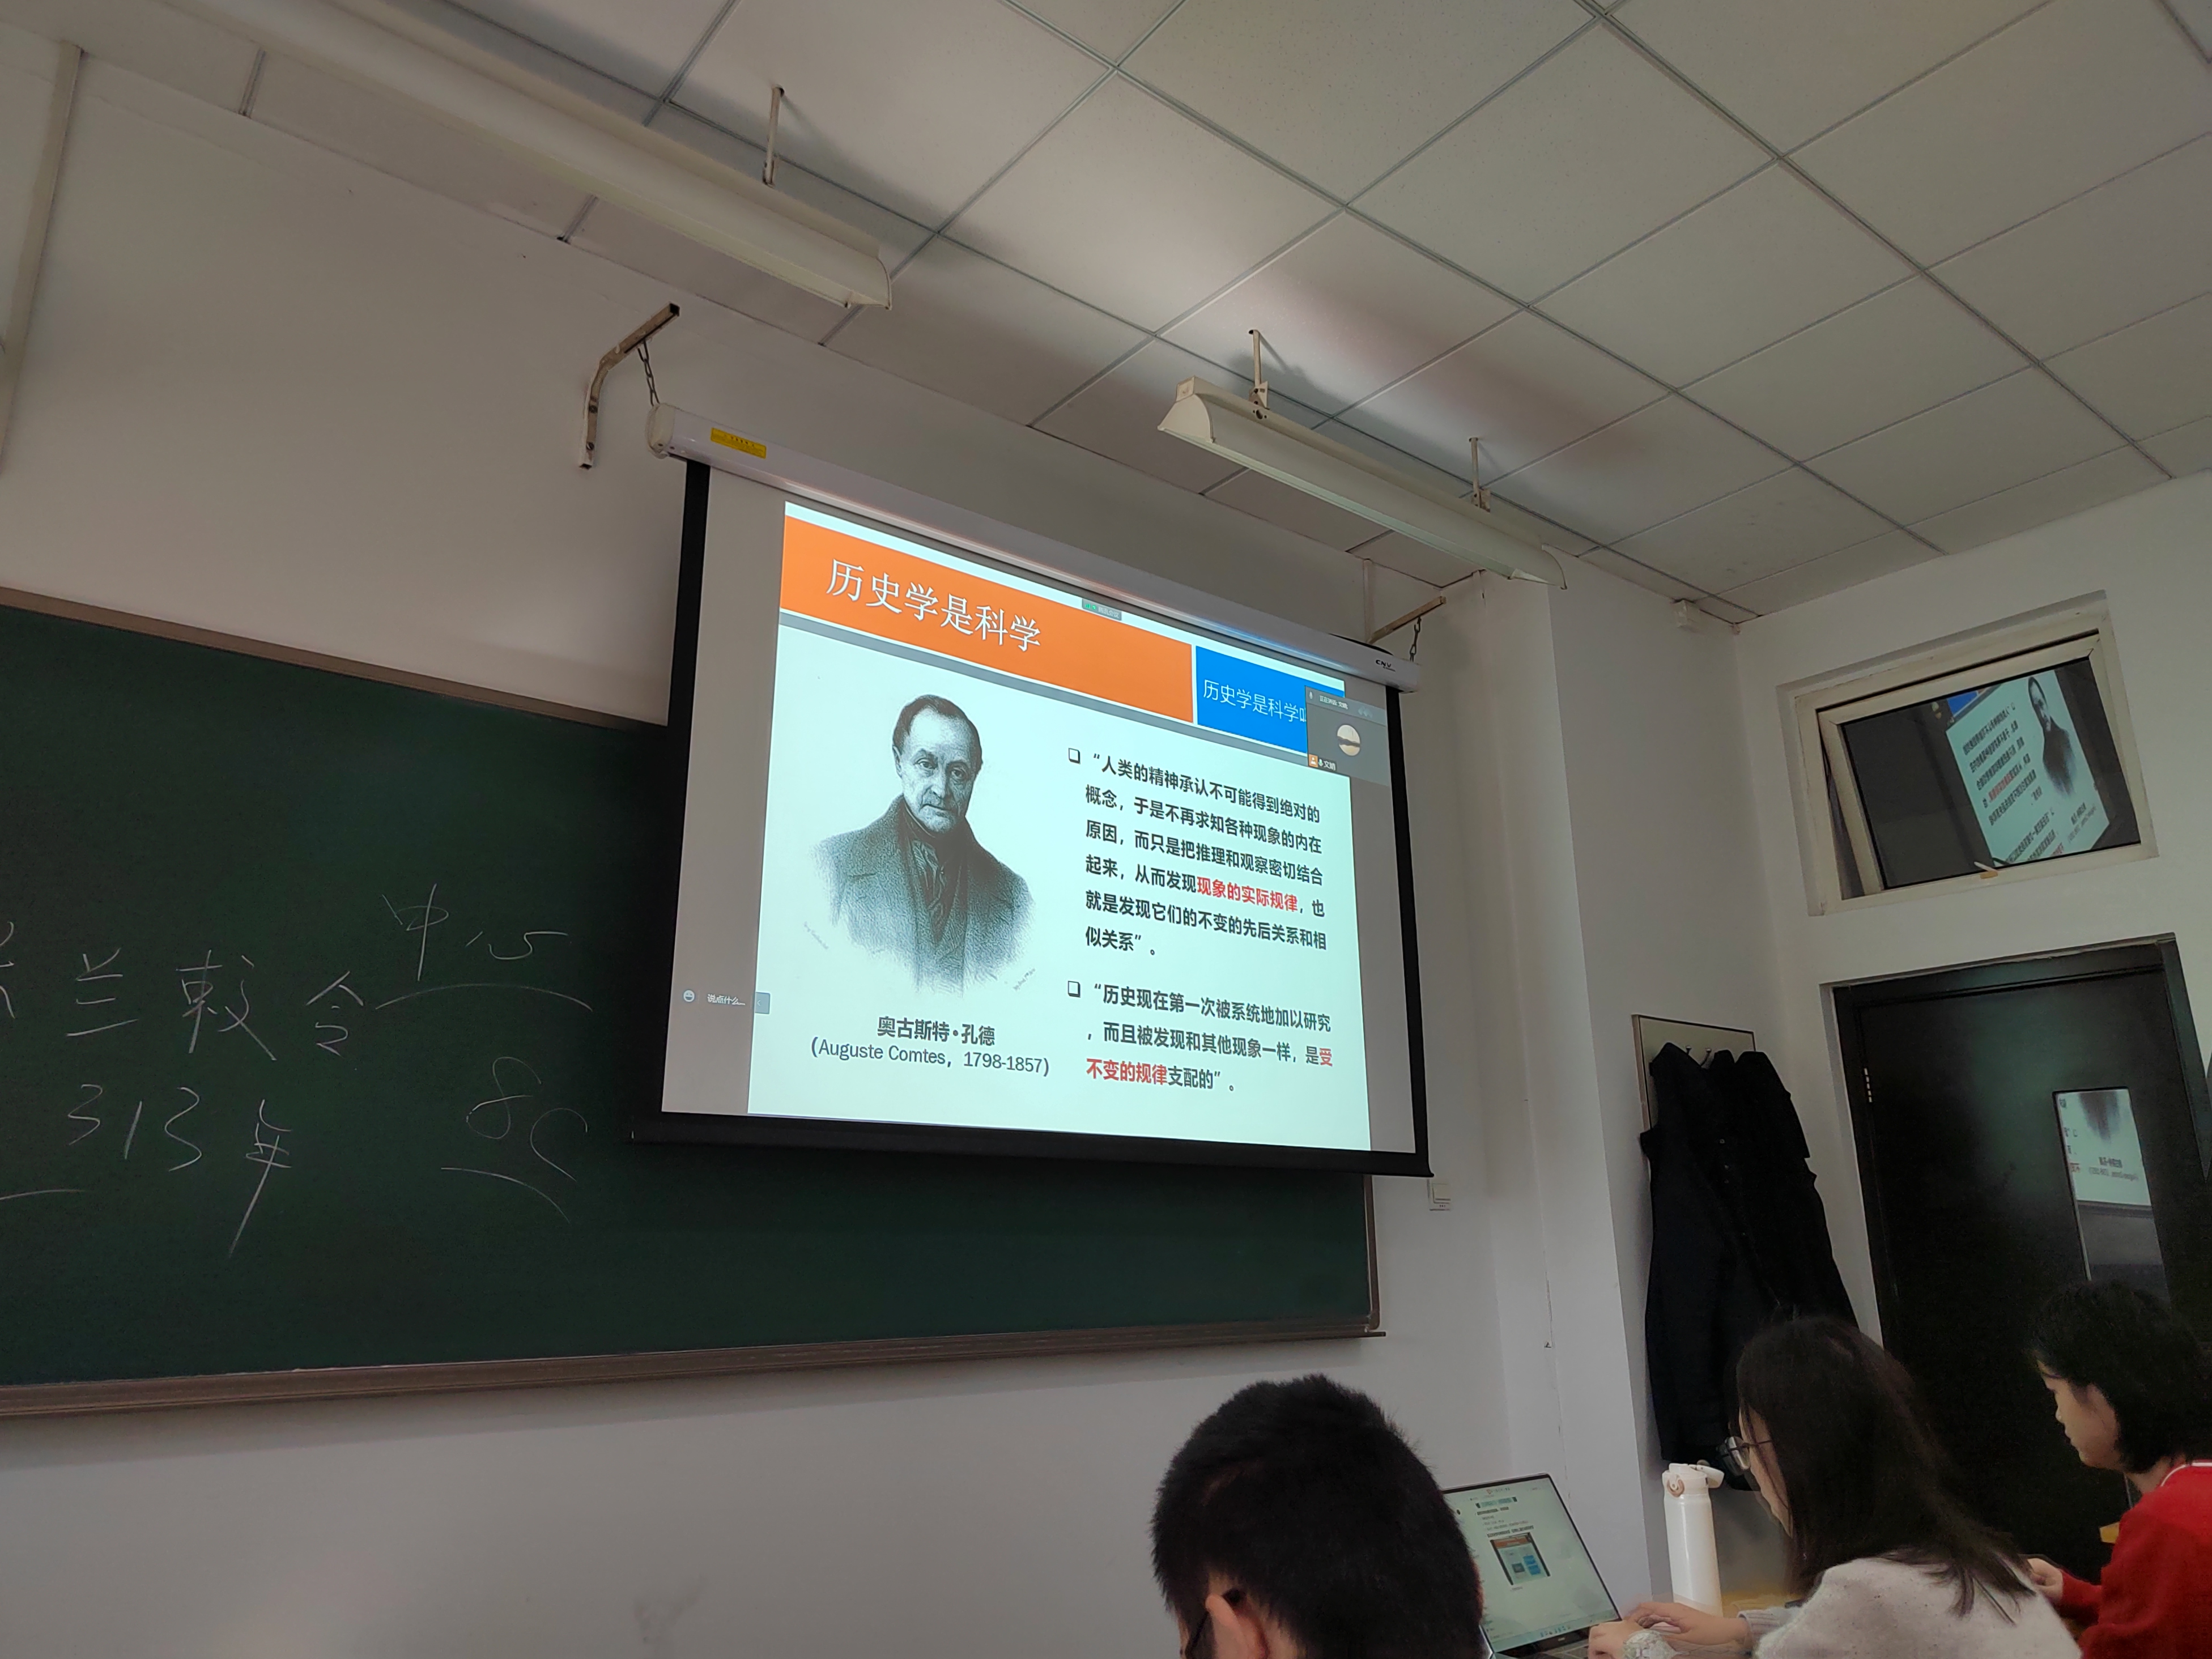 历史学是科学
历史学是科学
“人类的精神承认不可能得到绝对的
概念，于是不再求知各种现象的内在
原因，而只是把推理和观察密切结合
起来，从而发现现象的实际规律，也
就是发现它们的不变的先后关系和相
似关系”。
“历史现在第一次被系统地加以研究
，而且被发现和其他现象一样，是受
不变的规律支配的”。
奥古斯特·孔德
(Auguste Comtes，1798-1857)
说点什么...
中心
兰敕令
313年